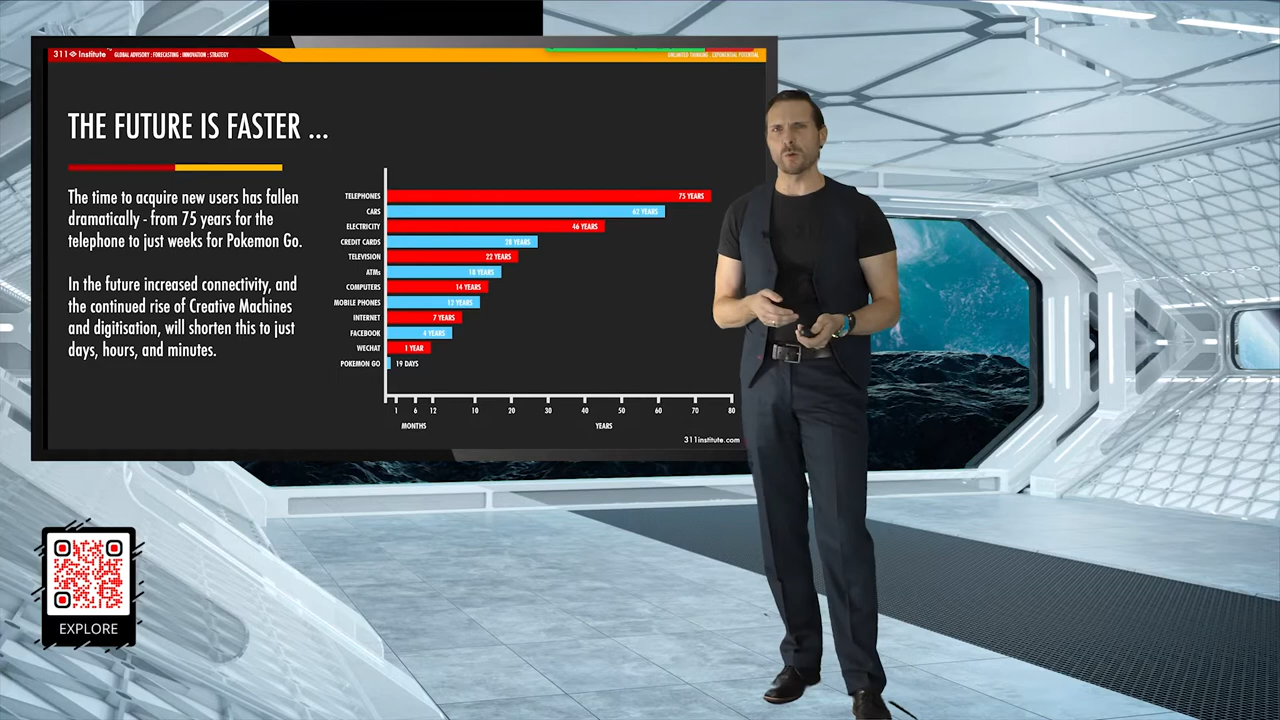 311 Institute
GLOBAL ADVISORY : FORECASTING : INNOVATION : STRATEGY
UNLIMITED THINKING . EXPONENTIAL POTENTIAL
THE FUTURE IS FASTER ...
The time to acquire new users has fallen
dramatically - from 75 years for the
telephone to just weeks for Pokemon Go.
In the future increased connectivity, and
the continued rise of Creative Machines
and digitisation, will shorten this to just
days, hours, and minutes.
TELEPHONES 75 YEARS
CARS 62 YEARS
ELECTRICITY 46 YEARS
CREDIT CARDS 28 YEARS
TELEVISION 22 YEARS
ATMs 18 YEARS
COMPUTERS 14 YEARS
MOBILE PHONES 12 YEARS
INTERNET 7 YEARS
FACEBOOK 4 YEARS
WECHAT 1 YEAR
POKEMON GO 19 DAYS
1 6 12 10 20 30 40 50 60 70 80
MONTHS YEARS
311institute.com
EXPLORE